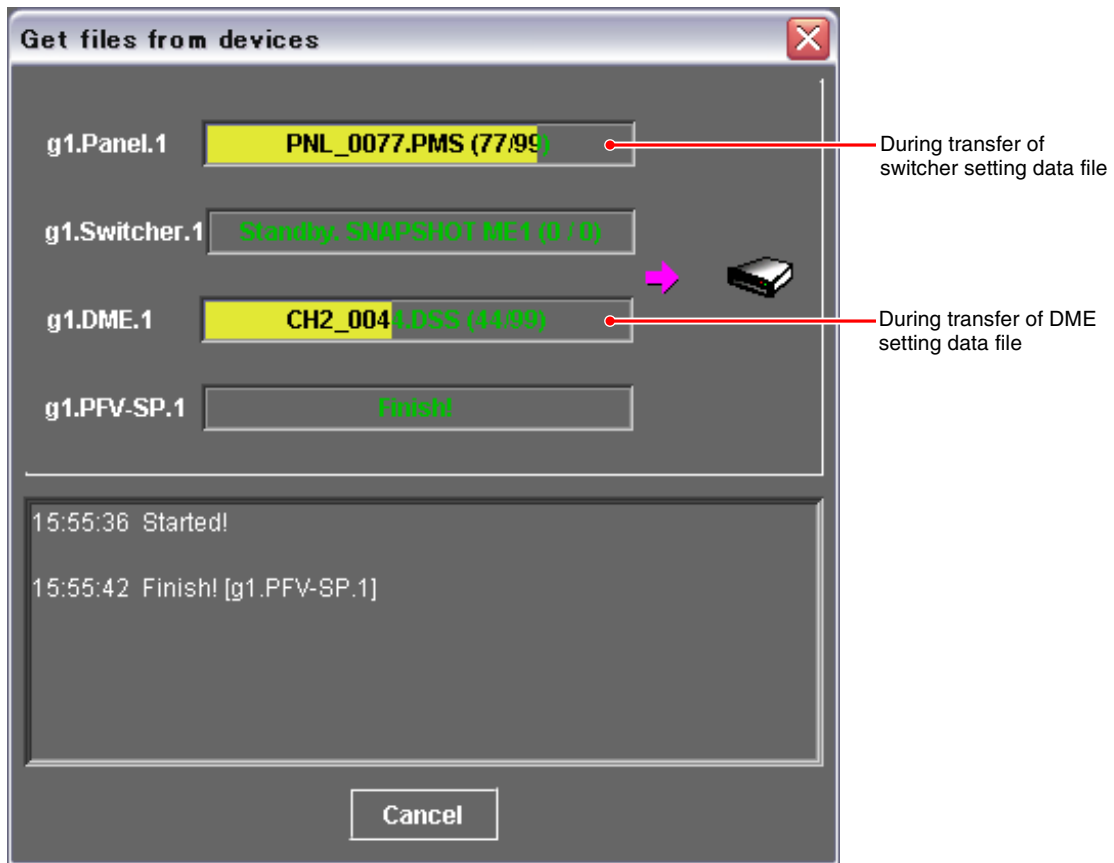 Get files from devices
g1.Panel.1
PNL_0077.PMS (77/99)
During transfer of
switcher setting data file
g1.Switcher.1
Standby. SNAPSHOT ME1 (0 / 0)
g1.DME.1
CH2_0044.DSS (44/99)
During transfer of DME
setting data file
g1.PFV-SP.1
Finish!
15:55:36 Started!
15:55:42 Finish! [g1.PFV-SP.1]
Cancel